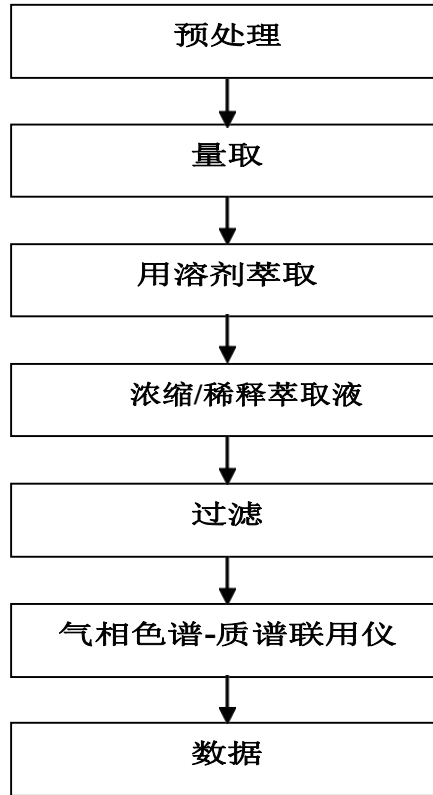 预处理
量取
用溶剂萃取
浓缩/稀释萃取液
过滤
气相色谱-质谱联用仪
数据